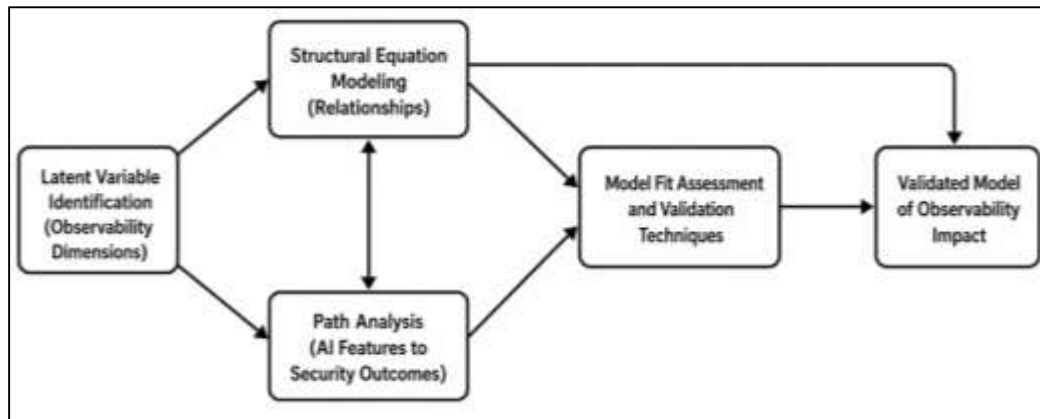 Latent Variable
Identification
(Observability
Dimensions)
Structural Equation
Modeling
(Relationships)
Path Analysis
(AI Features to
Security Outcomes)
Model Fit Assessment
and Validation
Techniques
Validated Model
of Observability
Impact